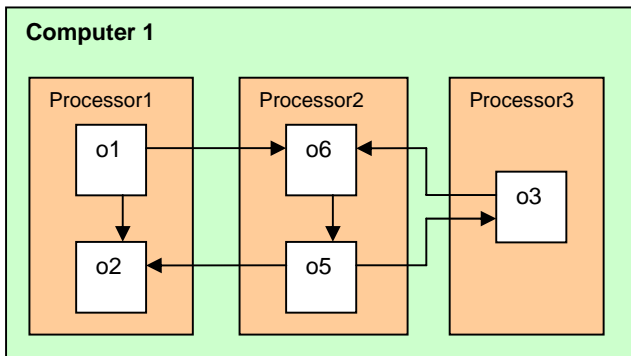 Computer 1
Processor1
Processor2
Processor3
o1
o6
o3
o2
o5